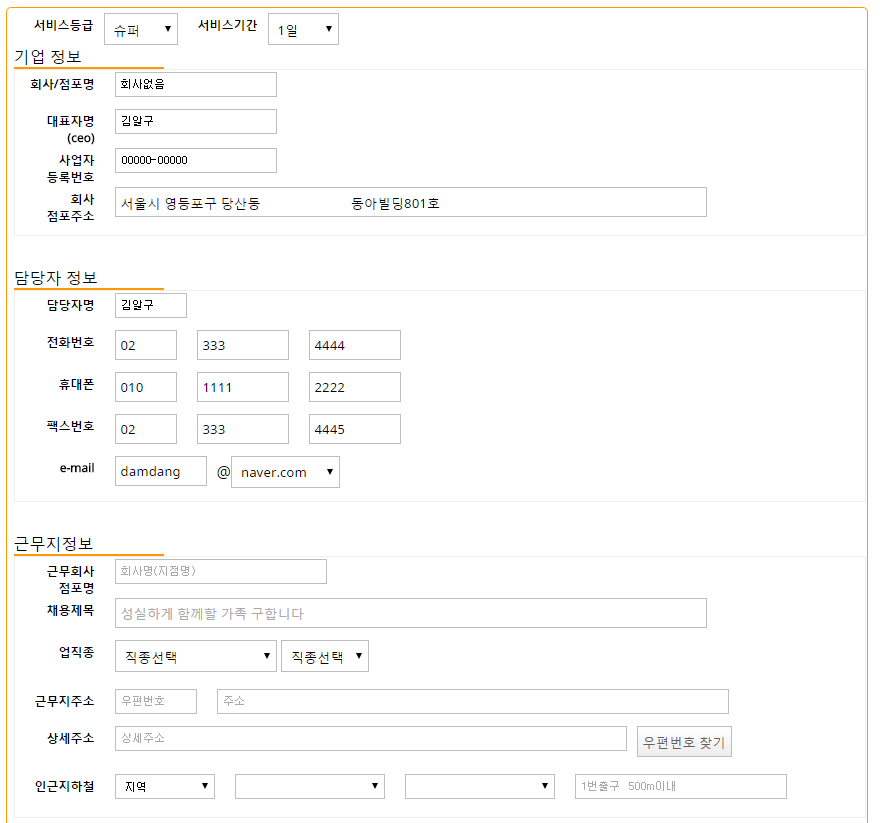 서비스등급 슈퍼 서비스기간 1일
기업 정보
회사/점포명 회사없음
대표자명 김알구
(ceo)
사업자 00000-00000
등록번호
회사 서울시 영등포구 당산동 동아빌딩801호
점포주소
담당자 정보
담당자명 김알구
전화번호 02 333 4444
휴대폰 010 1111 2222
팩스번호 02 333 4445
e-mail damdang @ naver.com
근무지정보
근무회사 회사명(지점명)
점포명
채용제목 성실하게 함께할 가족 구합니다
업직종 직종선택 직종선택
근무지주소 우편번호 주소
상세주소 상세주소 우편번호 찾기
인근지하철 지역 1번출구 500m이내